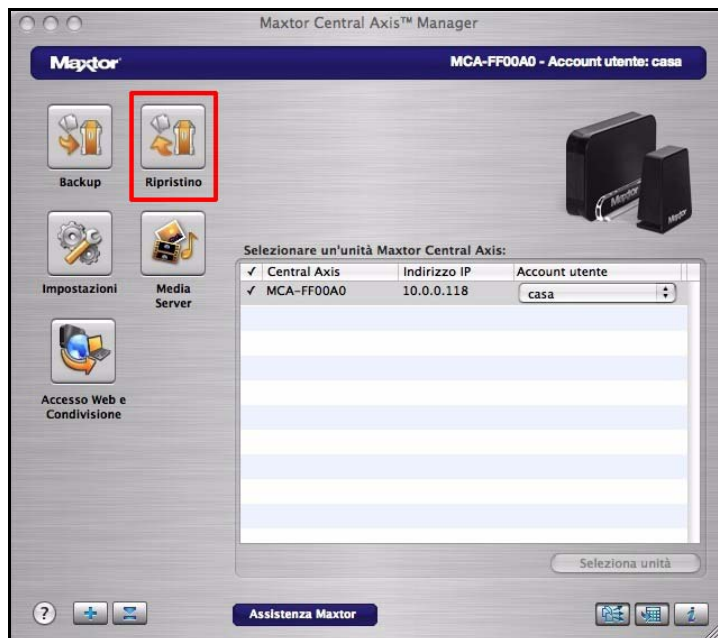 Maxtor Central Axis™ Manager
Maxtor
MCA-FF00A0 - Account utente: casa
Backup
Ripristino
Impostazioni
Media
Server
Accesso Web e
Condivisione
Maxtor
Maxtor
Selezionare un'unità Maxtor Central Axis:
✓ Central Axis Indirizzo IP Account utente
✓ MCA-FF00A0 10.0.0.118 casa
Seleziona unità
?
Assistenza Maxtor
i